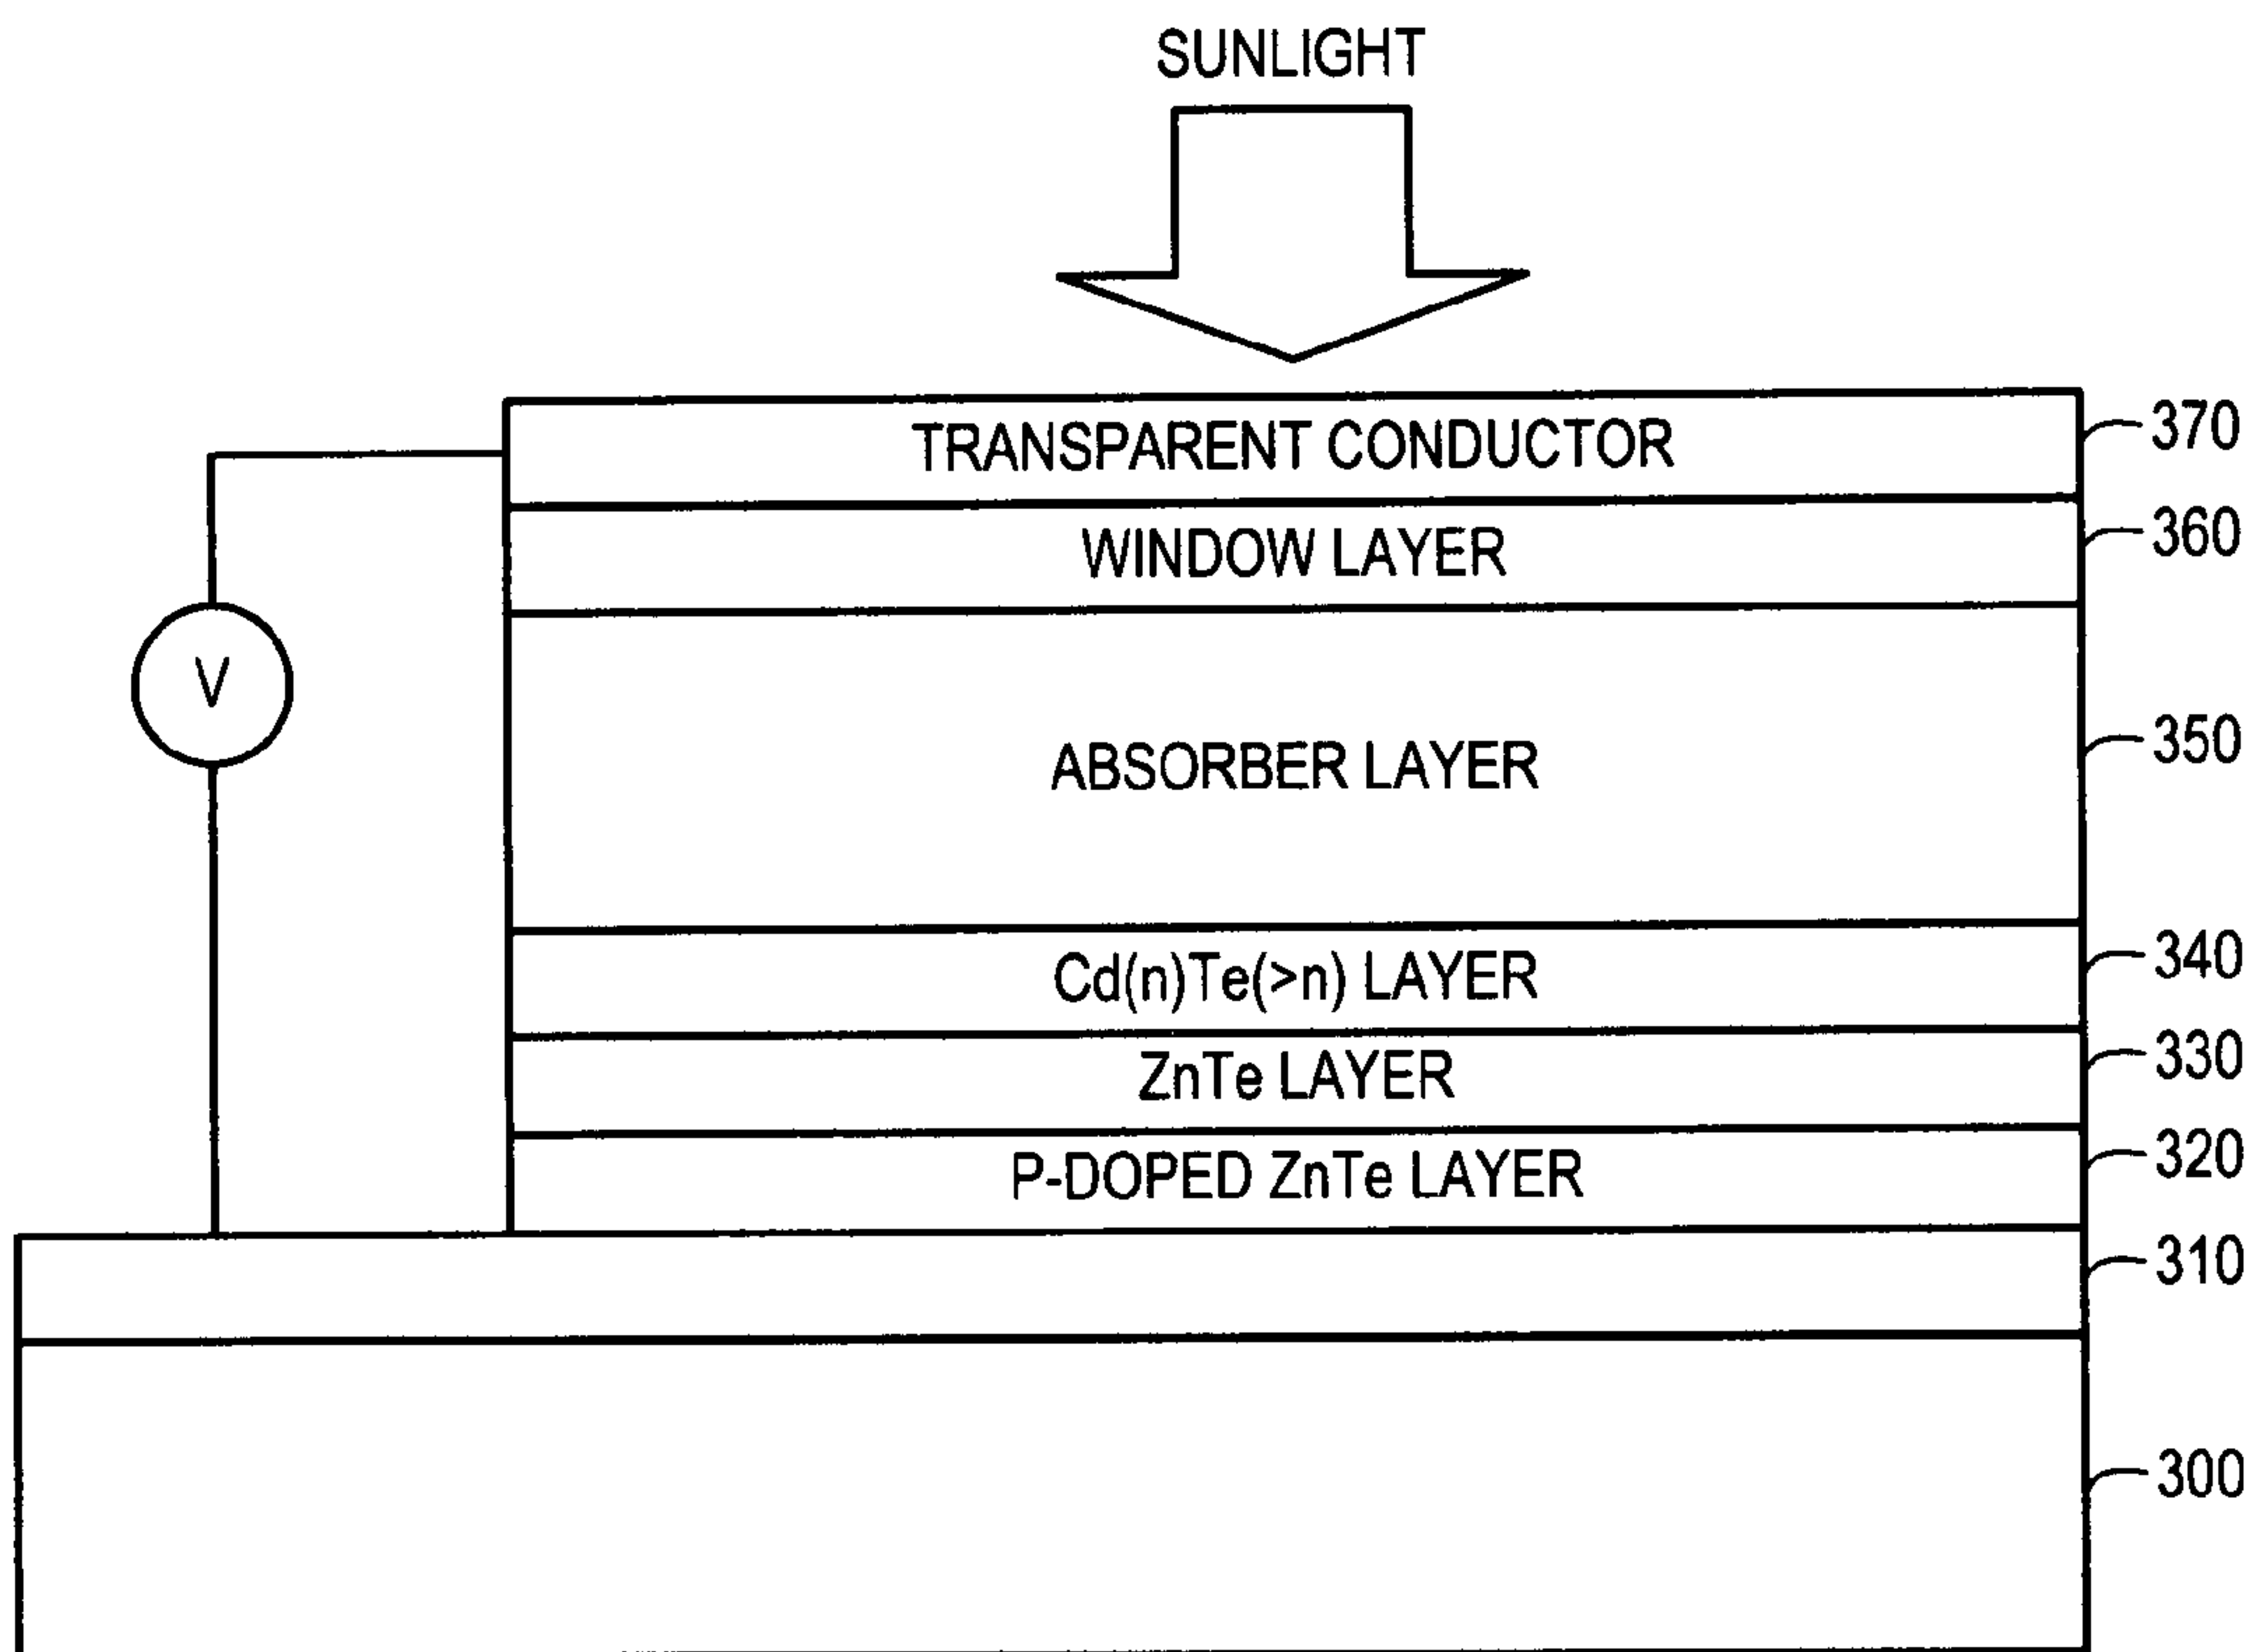 SUNLIGHT
TRANSPARENT CONDUCTOR
370
WINDOW LAYER
360
V
ABSORBER LAYER
350
Cd(n)Te(>n) LAYER
340
ZnTe LAYER
330
P-DOPED ZnTe LAYER
320
310
300